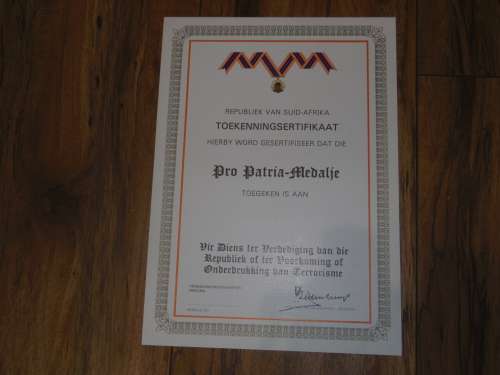 REPUBLIEK VAN SUID-AFRIKA
TOEKENNINGSERTIFIKAAT
HIERBY WORD GESERTIFISEER DAT DIE
Pro Patria-Medalje
TOEGEKEN IS AAN
Vir Diens ter Verdediging van die
Republiek of ter Voorkoming of
Onderdrukking van Terrorisme